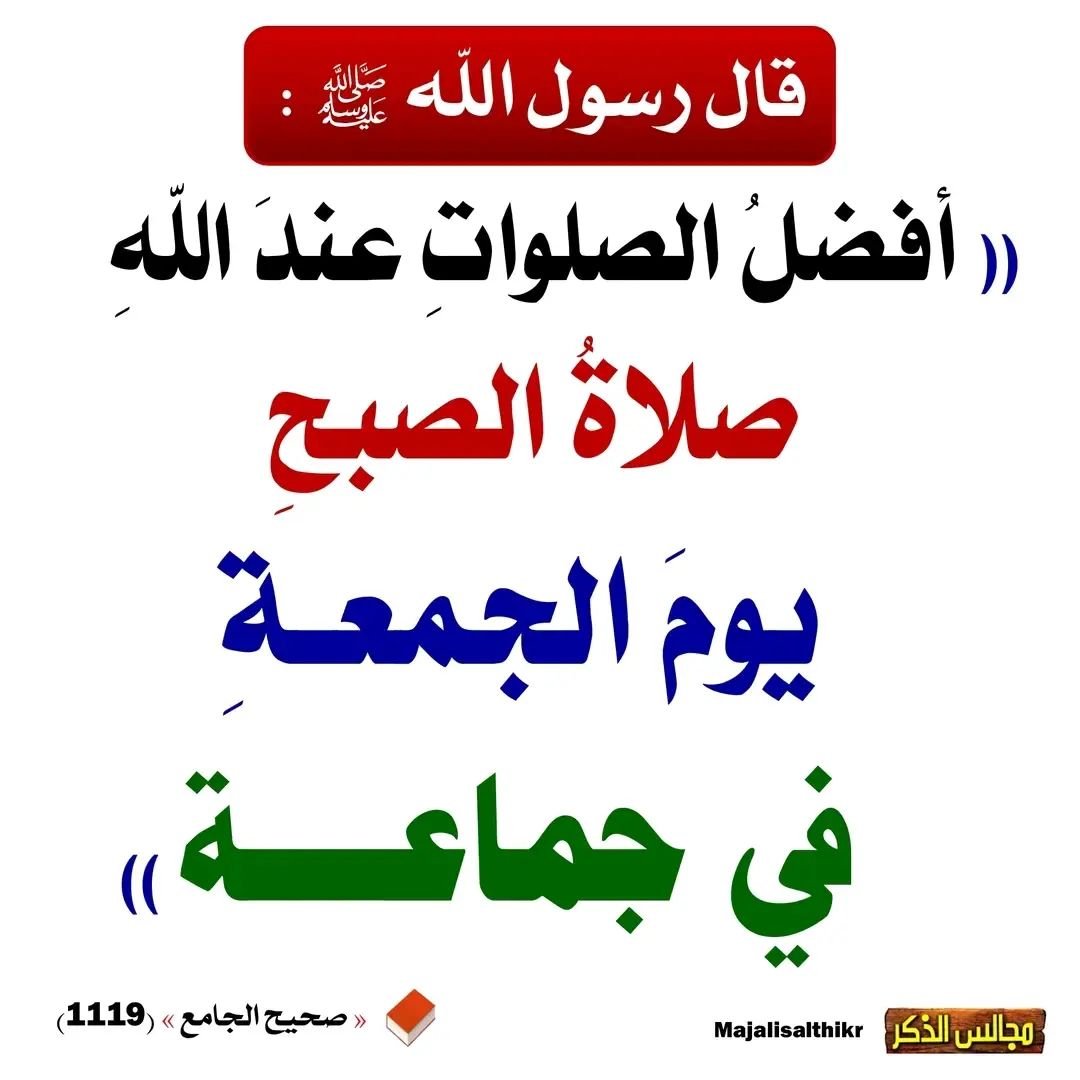 قال رسول الله ﷺ :
(( أفضلُ الصلواتِ عندَ اللّهِ
صلاةُ الصبحِ
يومَ الجمعـةِ
في جماعـــة ))
« صحيح الجامع » (1119)
Majalisalthikr
مجالس الذكر